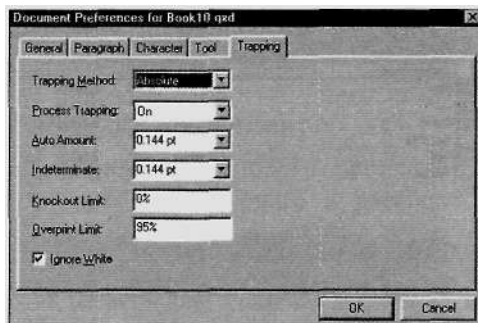 Document Preferences for Book10 qxd
General Paragraph Character Tool Trapping
Trapping Method: Absolute
Process Trapping: On
Auto Amount: 0.144 pt
Indeterminate: 0.144 pt
Knockout Limit: 0%
Overprint Limit: 95%
Ignore White
OK Cancel